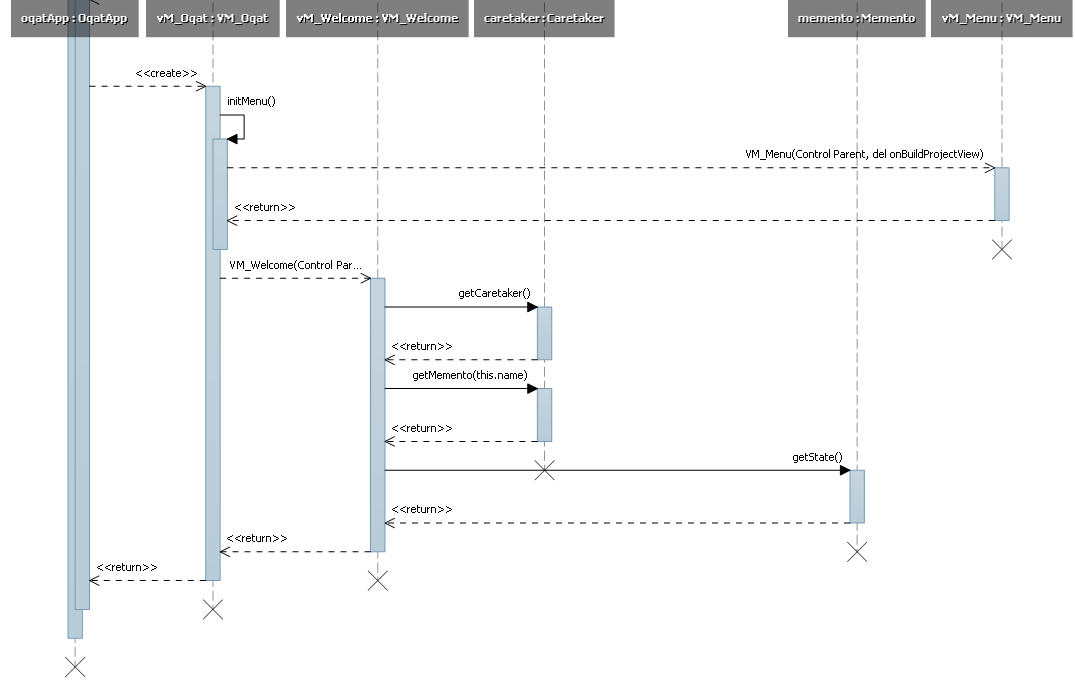 oqatApp : OqatApp
vM_Oqat : VM_Oqat
vM_Welcome : VM_Welcome
caretaker : Caretaker
memento : Memento
vM_Menu : VM_Menu
<<create>>
initMenu()
VM_Menu(Control Parent, del onBuildProjectView)
<<return>>
VM_Welcome(Control Par...
getCaretaker()
<<return>>
getMemento(this.name)
<<return>>
getState()
<<return>>
<<return>>
<<return>>